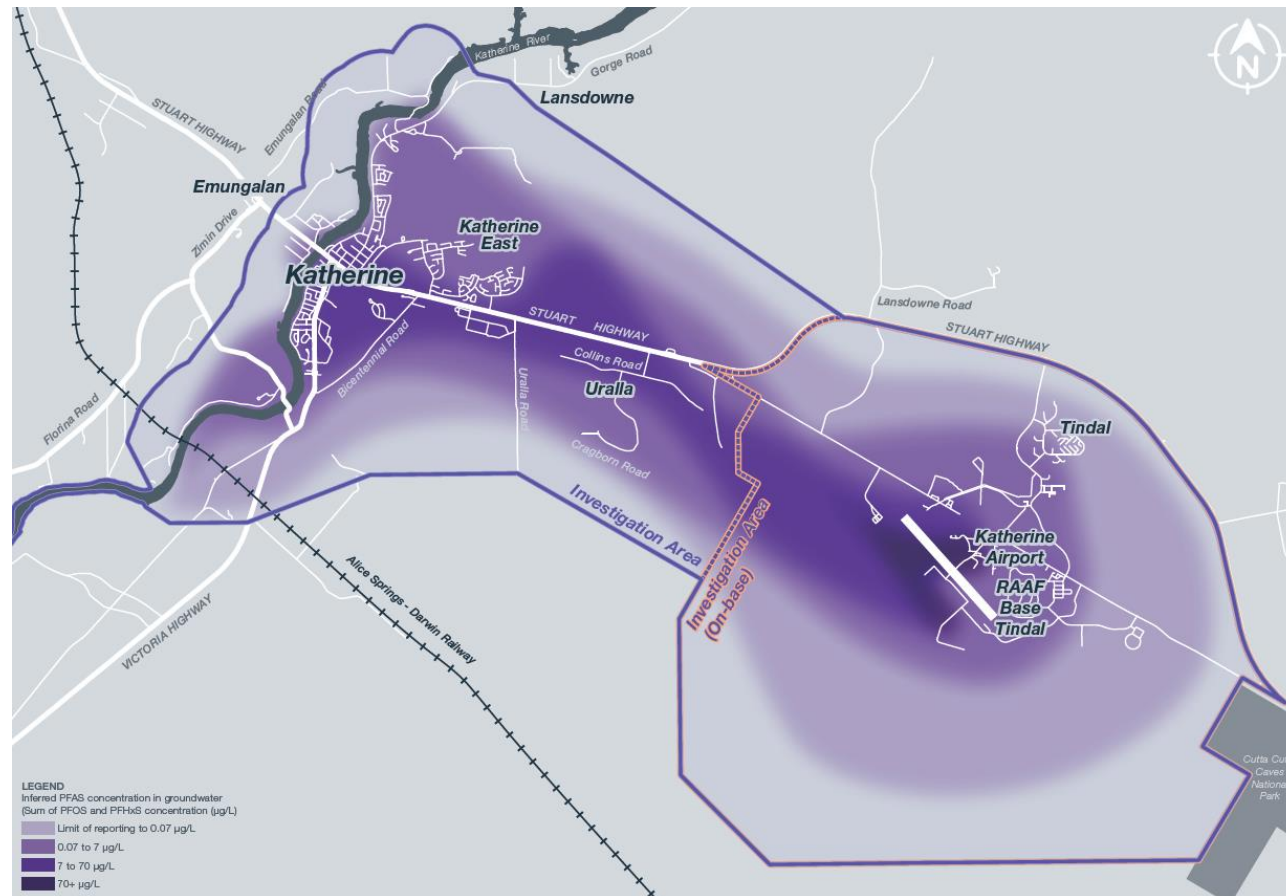 Katherine River
Gorge Road
Lansdowne
N
STUART HIGHWAY
Emungalan Road
Emungalan
Zimin Drive
Katherine
East
Katherine
STUART HIGHWAY
Bicentennial Road
Collins Road
Uralla Road
Uralla
Cragborn Road
Lansdowne Road
STUART HIGHWAY
Tindal
Florina Road
Investigation Area
Investigation Area
(On-base)
Katherine
Airport
RAAF
Base
Tindal
Alice Springs - Darwin Railway
VICTORIA HIGHWAY
Caves
Park
LEGEND
Inferred PFAS concentration in groundwater
(Sum of PFOS and PFHxS concentration (µg/L)
Limit of reporting to 0.07 µg/L
0.07 to 7 µg/L
7 to 70 µg/L
70+ µg/L